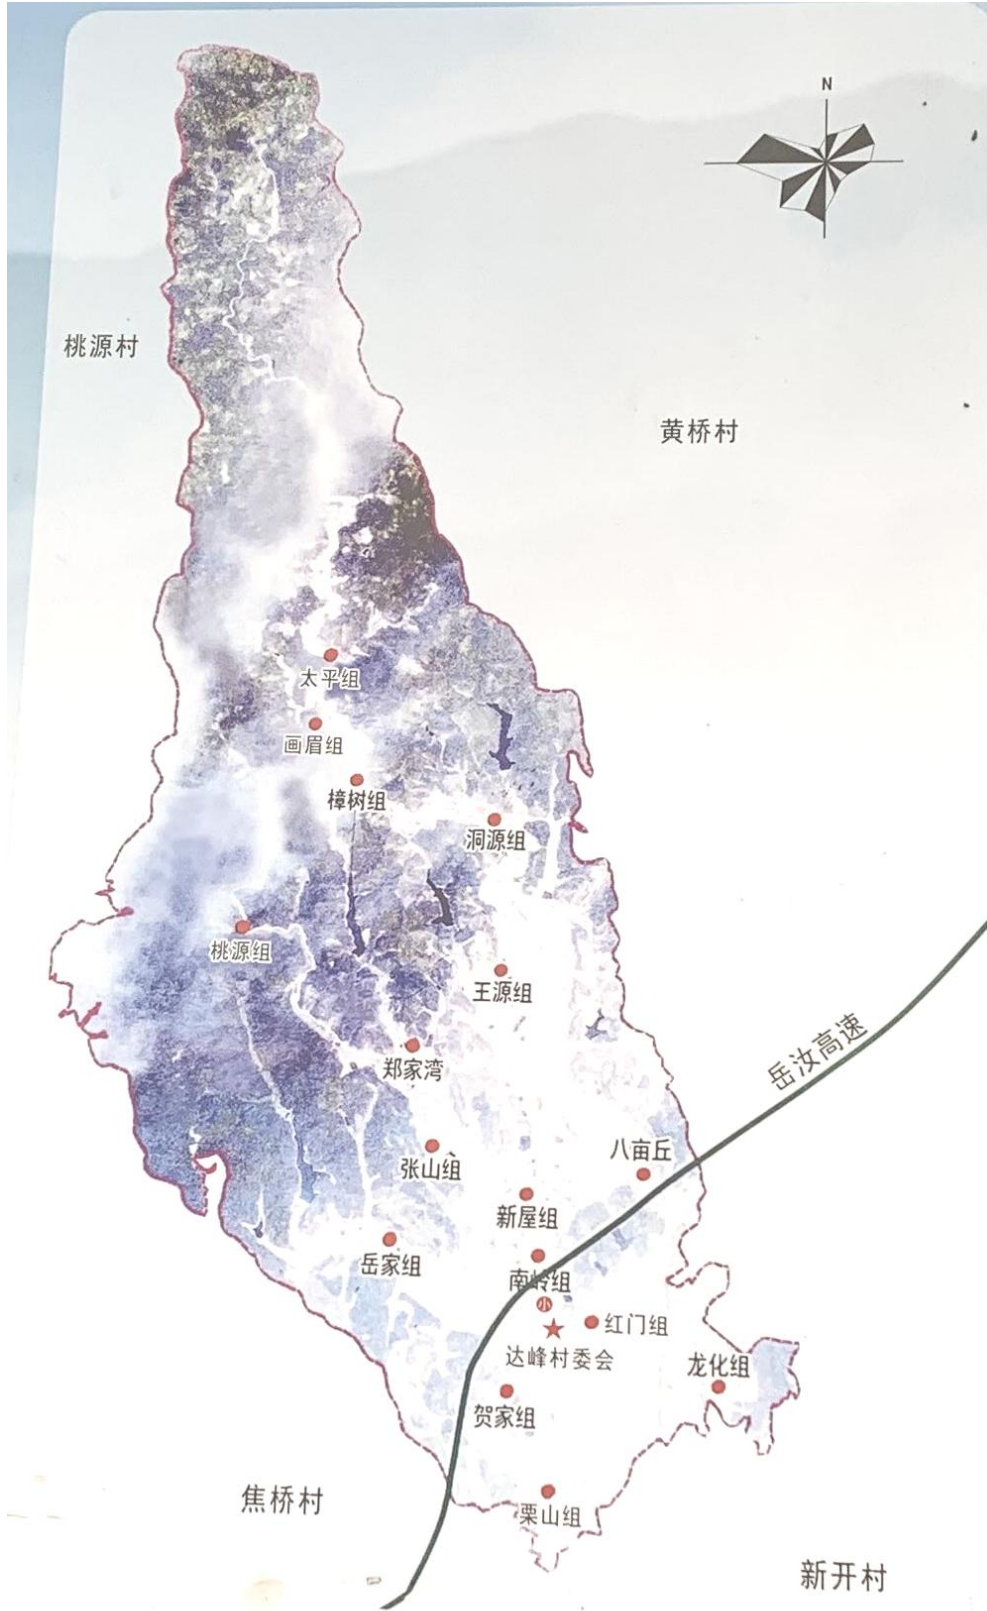 N
桃源村
黄桥村
太平组
画眉组
樟树组
洞源组
桃源组
王源组
岳汝高速
郑家湾
八亩丘
张山组
新屋组
岳家组
南岭组
小
红门组
达峰村委会
龙化组
贺家组
焦桥村
栗山组
新开村